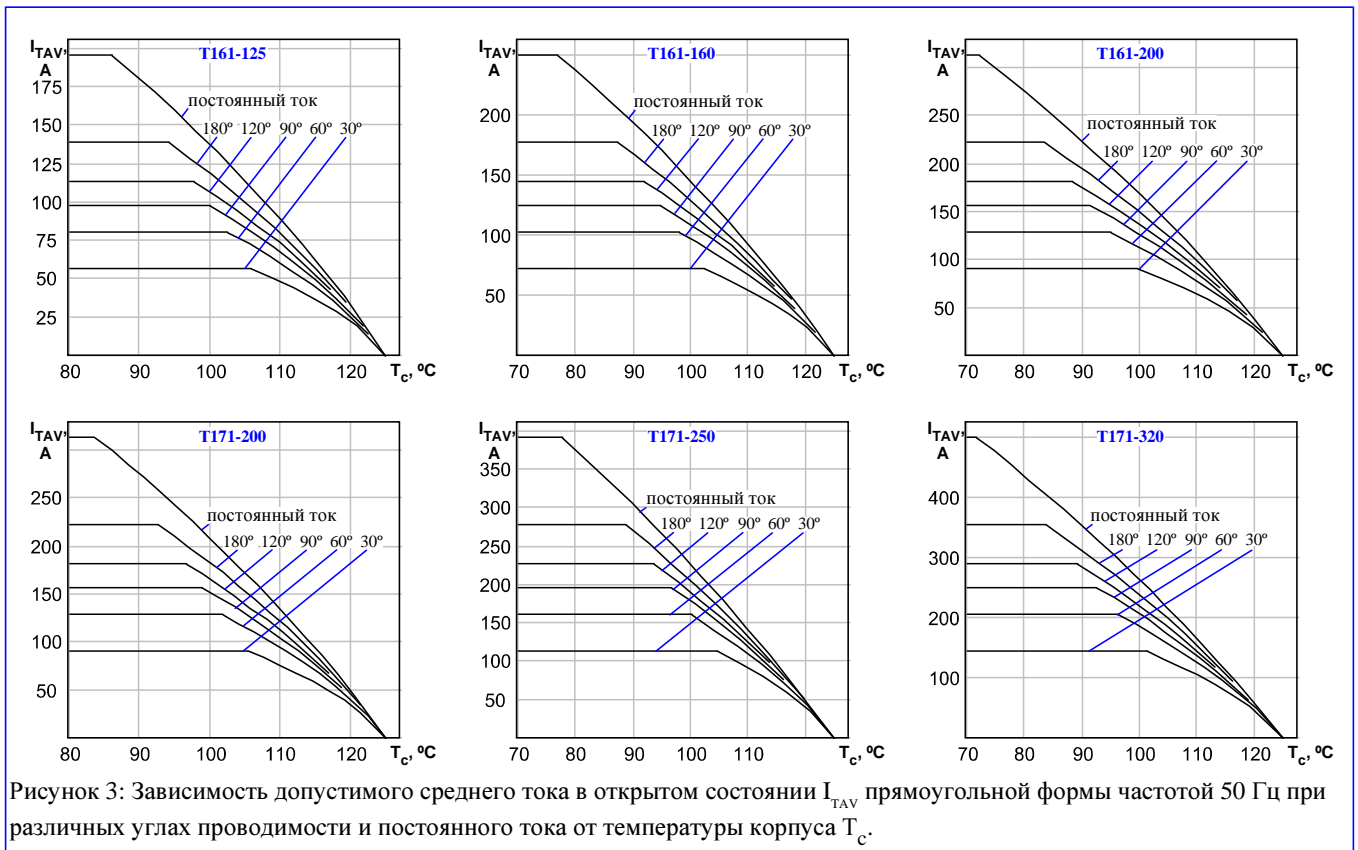 I_TAV,
A
T161-125
175
150
125
100
75
50
25
постоянный ток
180º 120º 90º 60º 30º
80 90 100 110 120 T_c, ºC
I_TAV,
A
T161-160
200
150
100
50
постоянный ток
180º 120º 90º 60º 30º
70 80 90 100 110 120 T_c, ºC
I_TAV,
A
T161-200
250
200
150
100
50
постоянный ток
180º 120º 90º 60º 30º
70 80 90 100 110 120 T_c, ºC
I_TAV,
A
T171-200
250
200
150
100
50
постоянный ток
180º 120º 90º 60º 30º
80 90 100 110 120 T_c, ºC
I_TAV,
A
T171-250
350
300
250
200
150
100
50
постоянный ток
180º 120º 90º 60º 30º
70 80 90 100 110 120 T_c, ºC
I_TAV,
A
T171-320
400
300
200
100
постоянный ток
180º 120º 90º 60º 30º
70 80 90 100 110 120 T_c, ºC
Рисунок 3: Зависимость допустимого среднего тока в открытом состоянии I_TAV прямоугольной формы частотой 50 Гц при
различных углах проводимости и постоянного тока от температуры корпуса T_c.